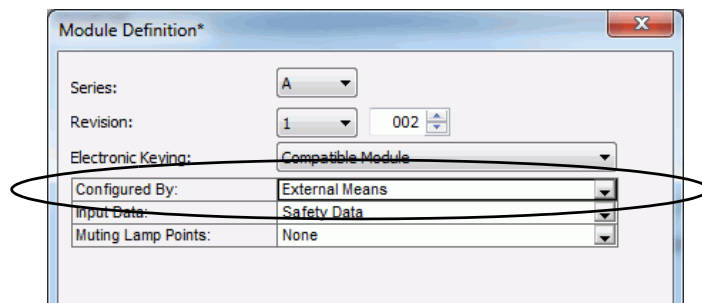 Module Definition*
Series: A
Revision: 1 002
Electronic Keying: Compatible Module
Configured By: External Means
Input Data: Safety Data
Muting Lamp Points: None